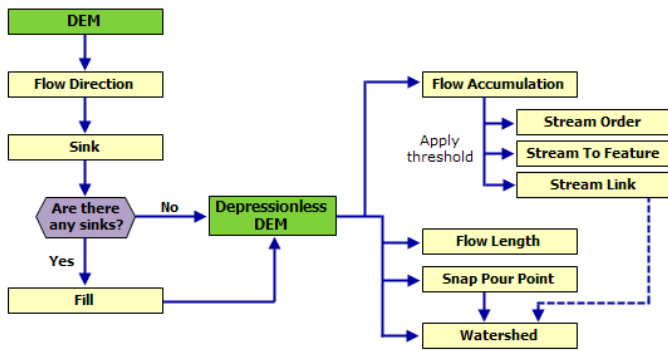 DEM
Flow Direction
Sink
Are there
any sinks?
No
Yes
Fill
Depressionless
DEM
Flow Accumulation
Apply
threshold
Stream Order
Stream To Feature
Stream Link
Flow Length
Snap Pour Point
Watershed